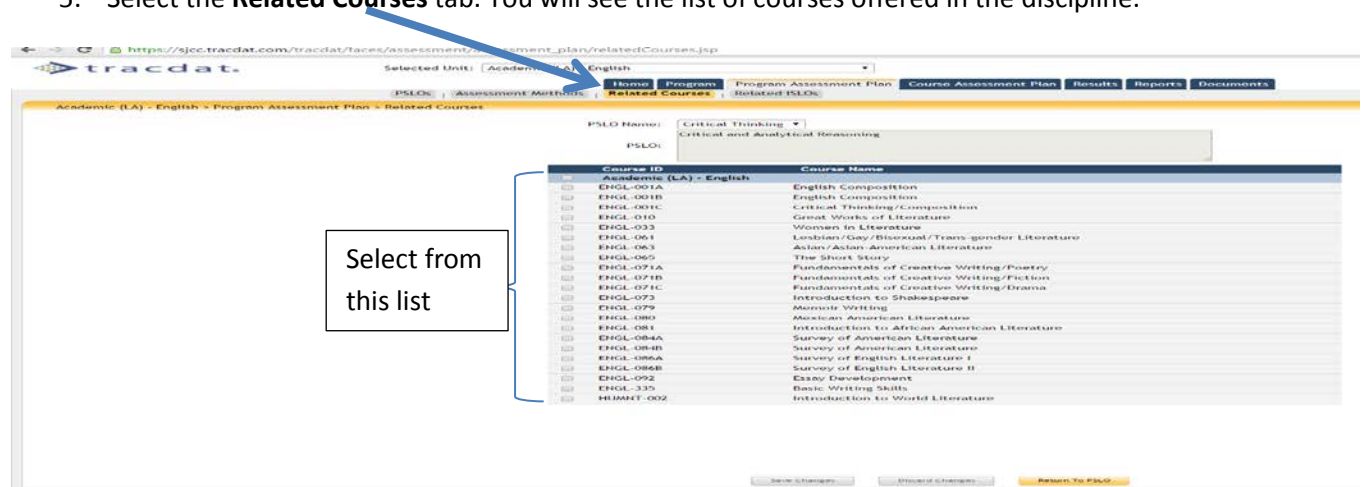 5. Select the Related Courses tab. You will see the list of courses offered in the discipline.
https://sjcc.tracdat.com/tracdat/faces/assessment/assessment_plan/relatedCourses.jsp
tracdat. Selected Unit: Academic (LA) - English
Home Program Program Assessment Plan Course Assessment Plan Results Reports Documents
PSLOs | Assessment Methods | Related Courses | Related ISLOs
Academic (LA) - English > Program Assessment Plan > Related Courses
PSLO Name: Critical Thinking
PSLO: Critical and Analytical Reasoning
Course ID Course Name
Academic (LA) - English
ENGL-001A English Composition
ENGL-001B English Composition
ENGL-001C Critical Thinking/Composition
ENGL-010 Great Works of Literature
ENGL-033 Women in Literature
ENGL-061 Lesbian/Gay/Bisexual/Trans-gender Literature
ENGL-063 Asian/Asian-American Literature
ENGL-065 The Short Story
ENGL-071A Fundamentals of Creative Writing/Poetry
ENGL-071B Fundamentals of Creative Writing/Fiction
ENGL-071C Fundamentals of Creative Writing/Drama
ENGL-073 Introduction to Shakespeare
ENGL-079 Memoir Writing
ENGL-080 Mexican American Literature
ENGL-081 Introduction to African American Literature
ENGL-084A Survey of American Literature
ENGL-084B Survey of American Literature
ENGL-086A Survey of English Literature I
ENGL-086B Survey of English Literature II
ENGL-092 Essay Development
ENGL-335 Basic Writing Skills
HUMNT-002 Introduction to World Literature
Select from
this list
Save Changes Discard Changes Return To PSLO